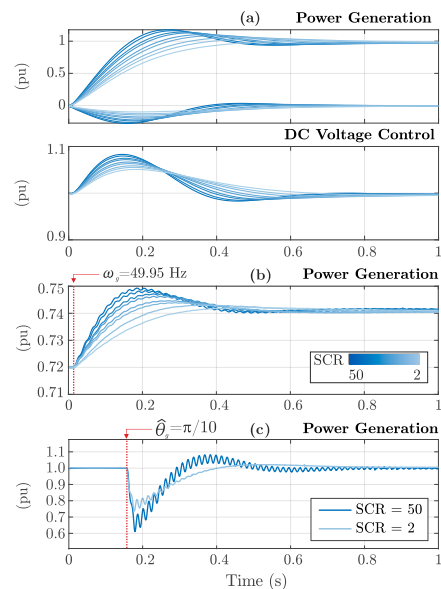 (a) Power Generation
(pu)
1
0.5
0
DC Voltage Control
(pu)
1.1
1.0
0.9
0 0.2 0.4 0.6 0.8 1
ω_g=49.95 Hz
(b) Power Generation
(pu)
0.75
0.74
0.73
0.72
0.71
SCR
50 2
0 0.2 0.4 0.6 0.8 1
θ̂_g=π/10
(c) Power Generation
(pu)
1.1
1.0
0.9
0.8
0.7
0.6
SCR = 50
SCR = 2
0 0.2 0.4 0.6 0.8 1
Time (s)